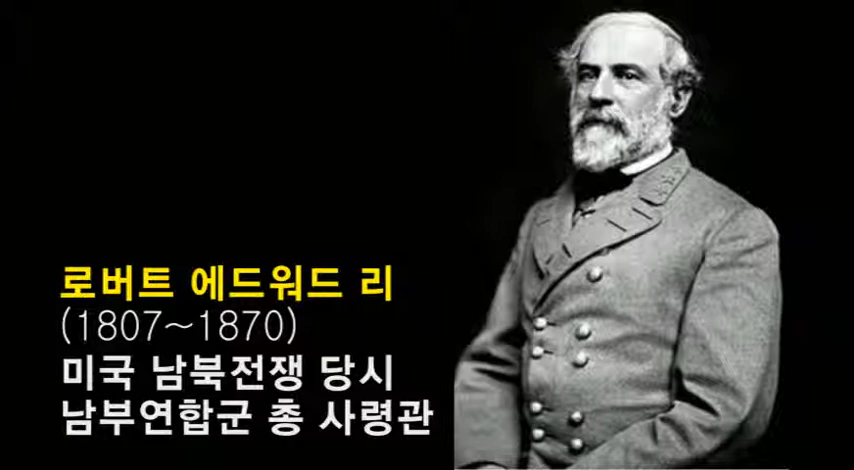 로버트 에드워드 리
(1807~1870)
미국 남북전쟁 당시
남부연합군 총 사령관